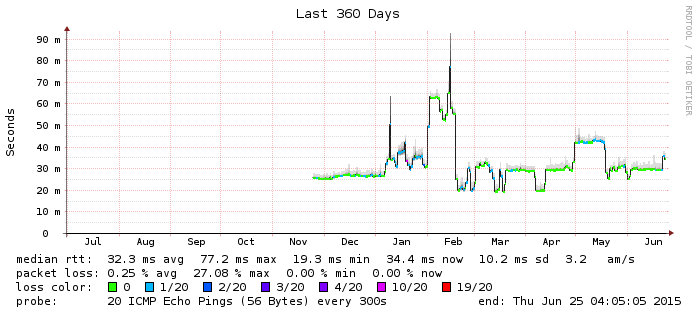 Last 360 Days
RRDTOOL / TOBI OETIKER
Seconds
90 m
80 m
70 m
60 m
50 m
40 m
30 m
20 m
10 m
0
Jul Aug Sep Oct Nov Dec Jan Feb Mar Apr May Jun
median rtt: 32.3 ms avg 77.2 ms max 19.3 ms min 34.4 ms now 10.2 ms sd 3.2 am/s
packet loss: 0.25 % avg 27.08 % max 0.00 % min 0.00 % now
loss color: 0 1/20 2/20 3/20 4/20 10/20 19/20
probe: 20 ICMP Echo Pings (56 Bytes) every 300s end: Thu Jun 25 04:05:05 2015